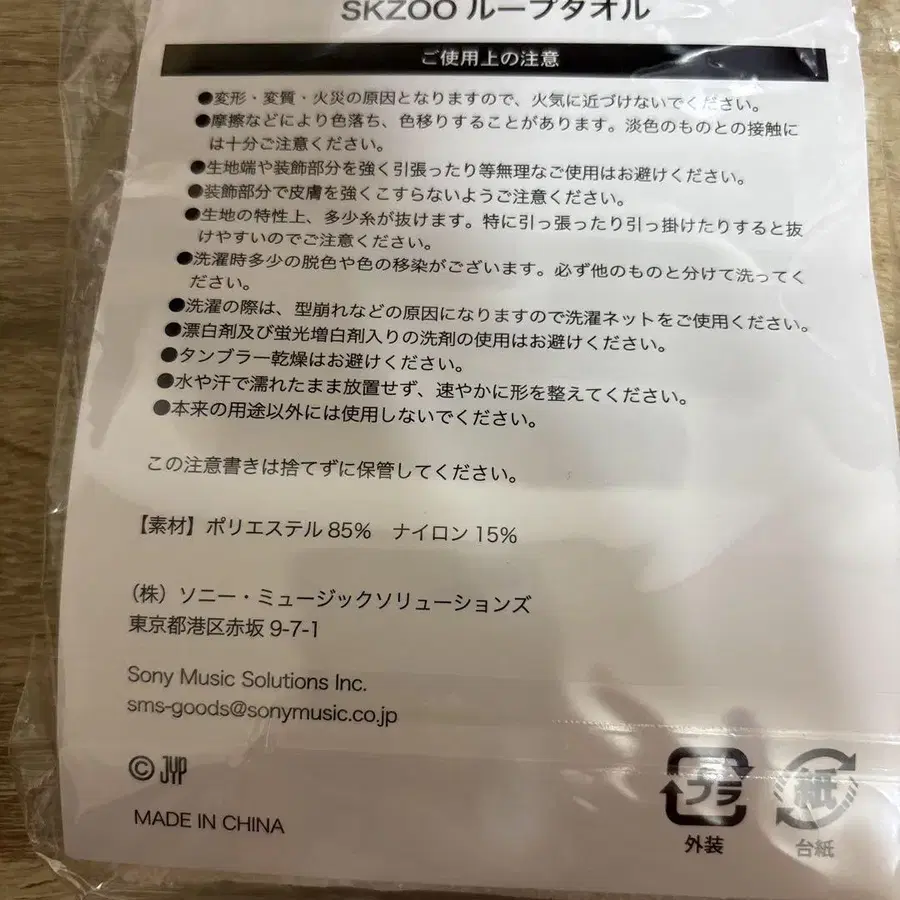 SKZOO ループタオル
ご使用上の注意
●変形・変質・火災の原因となりますので、火気に近づけないでください。
●摩擦などにより色落ち、色移りすることがあります。淡色のものとの接触に
は十分ご注意ください。
●生地端や装飾部分を強く引張ったり等無理なご使用はお避けください。
●装飾部分で皮膚を強くこすらないようご注意ください。
●生地の特性上、多少糸が抜けます。特に引っ張ったり引っ掛けたりすると抜
けやすいのでご注意ください。
●洗濯時多少の脱色や色の移染がございます。必ず他のものと分けて洗ってく
ださい。
●洗濯の際は、型崩れなどの原因になりますので洗濯ネットをご使用ください。
●漂白剤及び蛍光増白剤入りの洗剤の使用はお避けください。
●タンブラー乾燥はお避けください。
●水や汗で濡れたまま放置せず、速やかに形を整えてください。
●本来の用途以外には使用しないでください。
この注意書きは捨てずに保管してください。
【素材】ポリエステル 85%　ナイロン 15%
（株）ソニー・ミュージックソリューションズ
東京都港区赤坂 9-7-1
Sony Music Solutions Inc.
sms-goods@sonymusic.co.jp
© JYP
MADE IN CHINA
プラ 紙
外装 台紙